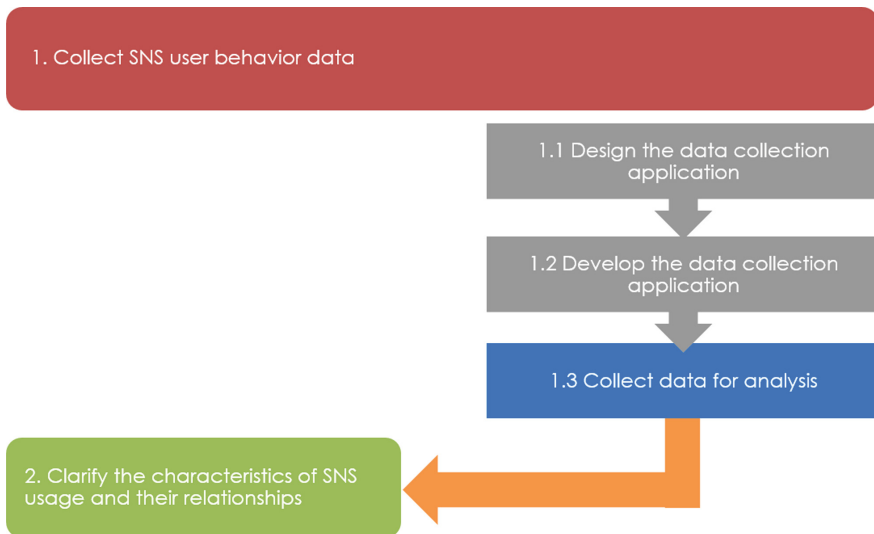 1. Collect SNS user behavior data
1.1 Design the data collection
application
1.2 Develop the data collection
application
1.3 Collect data for analysis
2. Clarify the characteristics of SNS
usage and their relationships